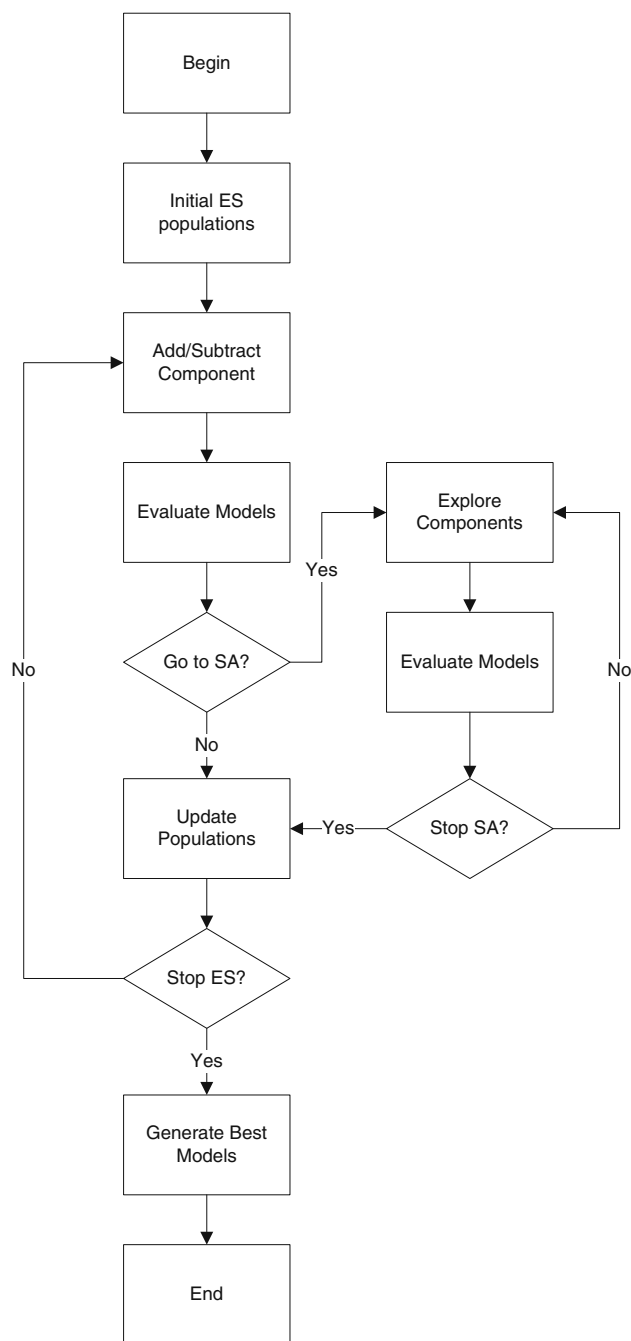 Begin
Initial ES
populations
Add/Subtract
Component
Evaluate Models
Explore
Components
Yes
Go to SA?
Evaluate Models
No
No
No
Update
Populations
Yes
Stop SA?
Stop ES?
Yes
Generate Best
Models
End